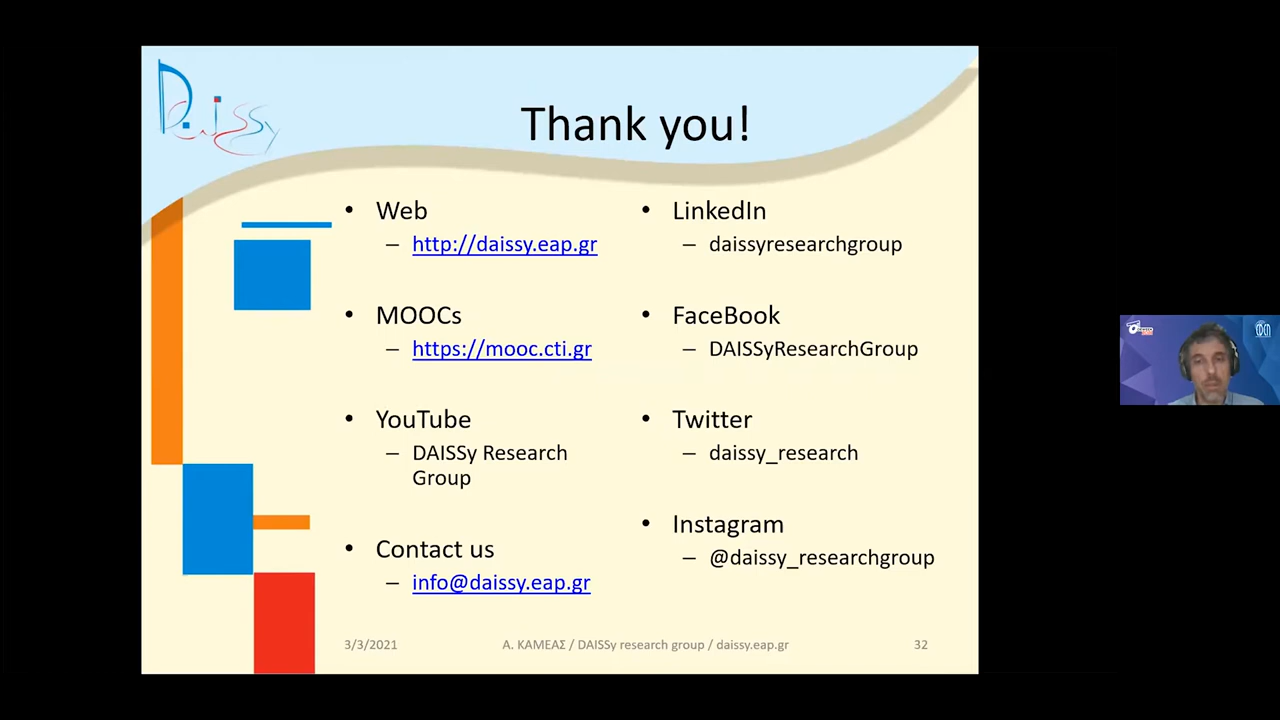 Daissy
Thank you!
• Web
– http://daissy.eap.gr
• MOOCs
– https://mooc.cti.gr
• YouTube
– DAISSy Research
Group
• Contact us
– info@daissy.eap.gr
• LinkedIn
– daissyresearchgroup
• FaceBook
– DAISSyResearchGroup
• Twitter
– daissy_research
• Instagram
– @daissy_researchgroup
3/3/2021
Α. ΚΑΜΕΑΣ / DAISSy research group / daissy.eap.gr
32